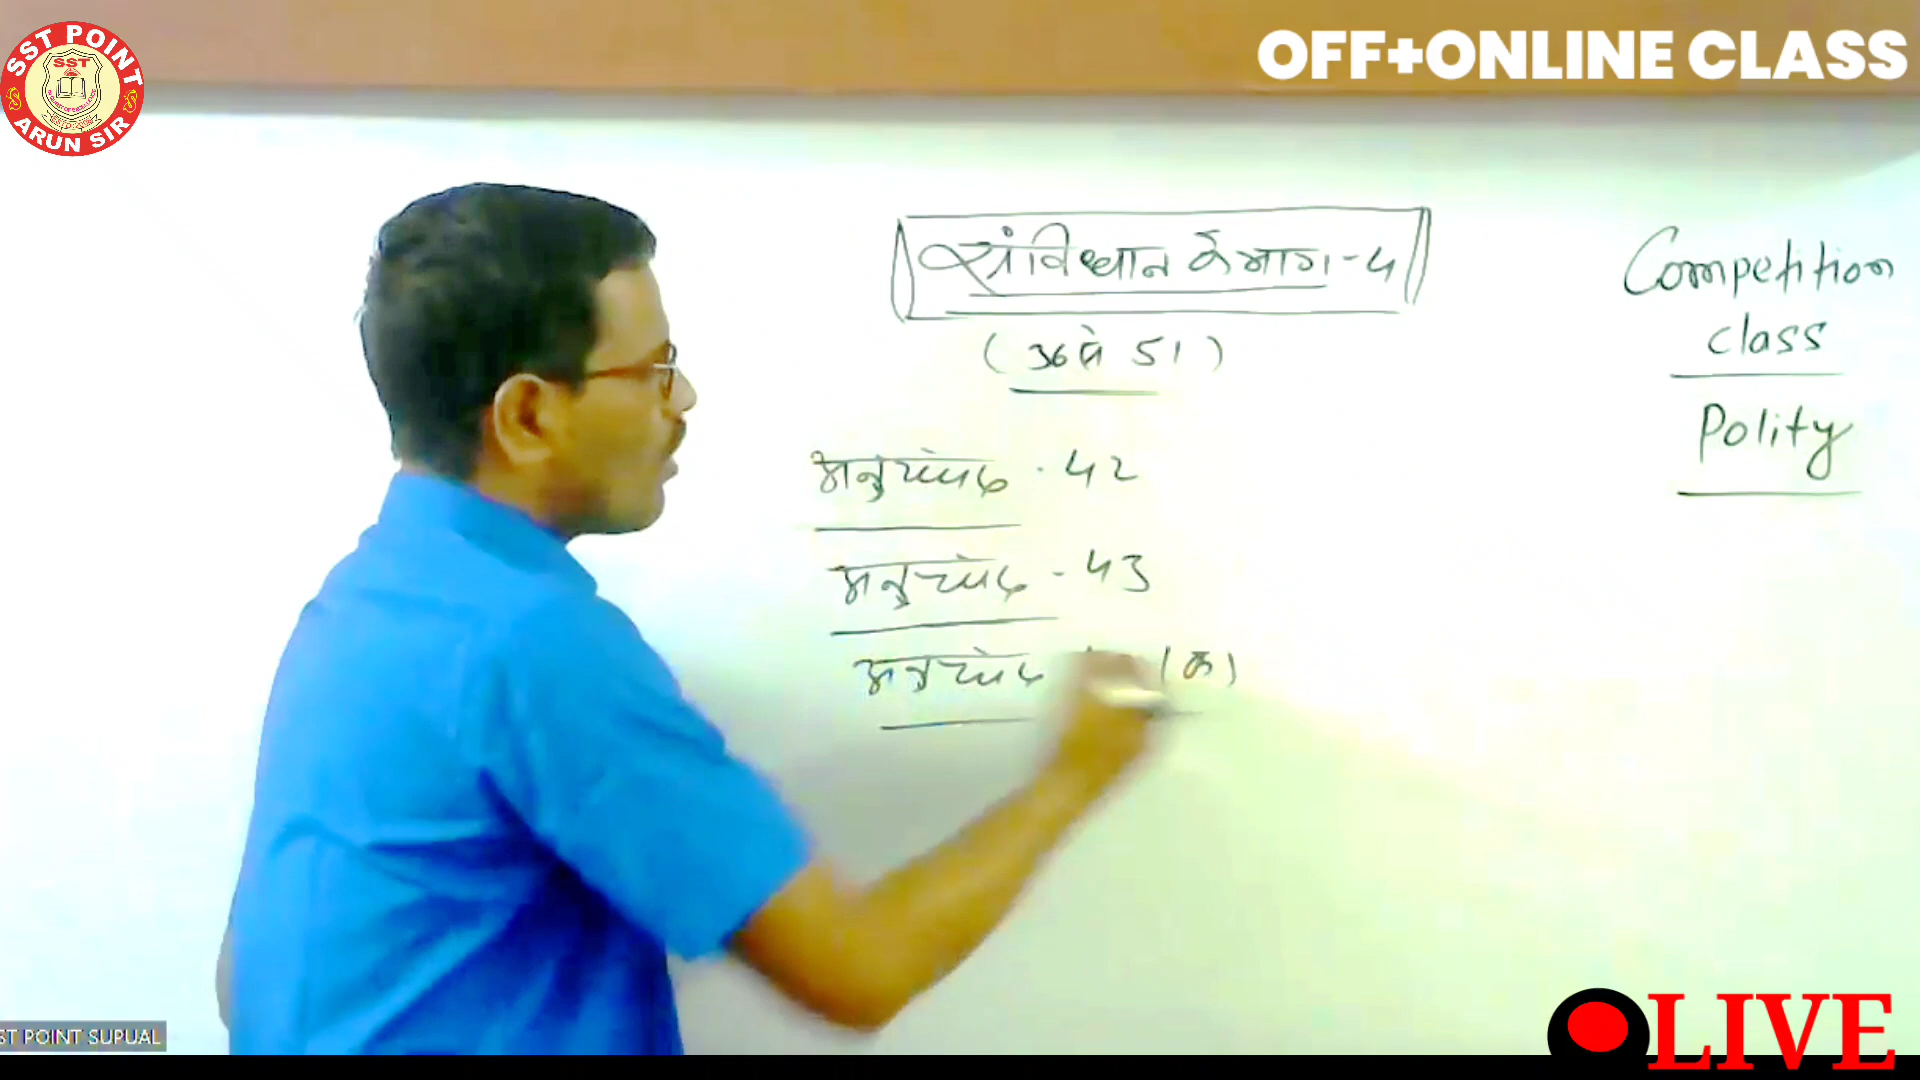 SST POINT
SST
ARUN SIR
OFF+ONLINE CLASS
संविधान के भाग-4
(36 से 51)
अनुच्छेद - 42
अनुच्छेद - 43
अनुच्छेद (क)
Competition
class
Polity
ST POINT SUPUAL
LIVE